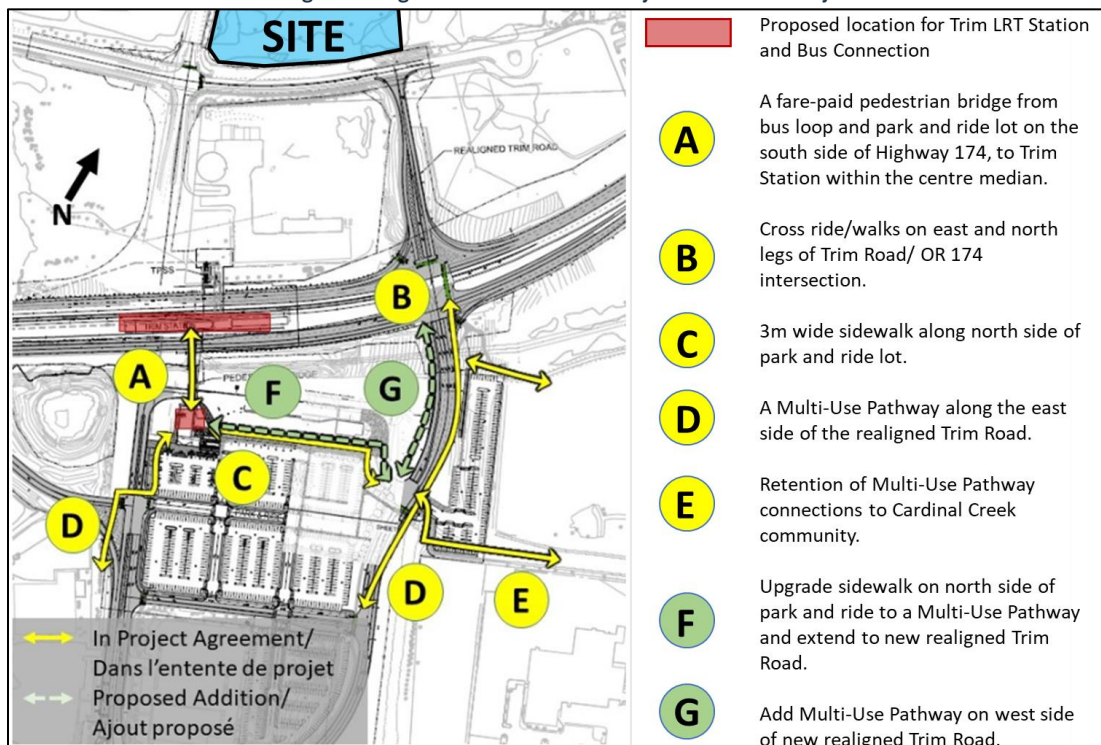 SITE
N
REALIGNED TRIM ROAD
TPSS
TRIM STATION
B
A
F
G
C
D
D
E
In Project Agreement/
Dans l'entente de projet
Proposed Addition/
Ajout proposé
Proposed location for Trim LRT Station
and Bus Connection
A
A fare-paid pedestrian bridge from
bus loop and park and ride lot on the
south side of Highway 174, to Trim
Station within the centre median.
B
Cross ride/walks on east and north
legs of Trim Road/ OR 174
intersection.
C
3m wide sidewalk along north side of
park and ride lot.
D
A Multi-Use Pathway along the east
side of the realigned Trim Road.
E
Retention of Multi-Use Pathway
connections to Cardinal Creek
community.
F
Upgrade sidewalk on north side of
park and ride to a Multi-Use Pathway
and extend to new realigned Trim
Road.
G
Add Multi-Use Pathway on west side
of new realigned Trim Road.